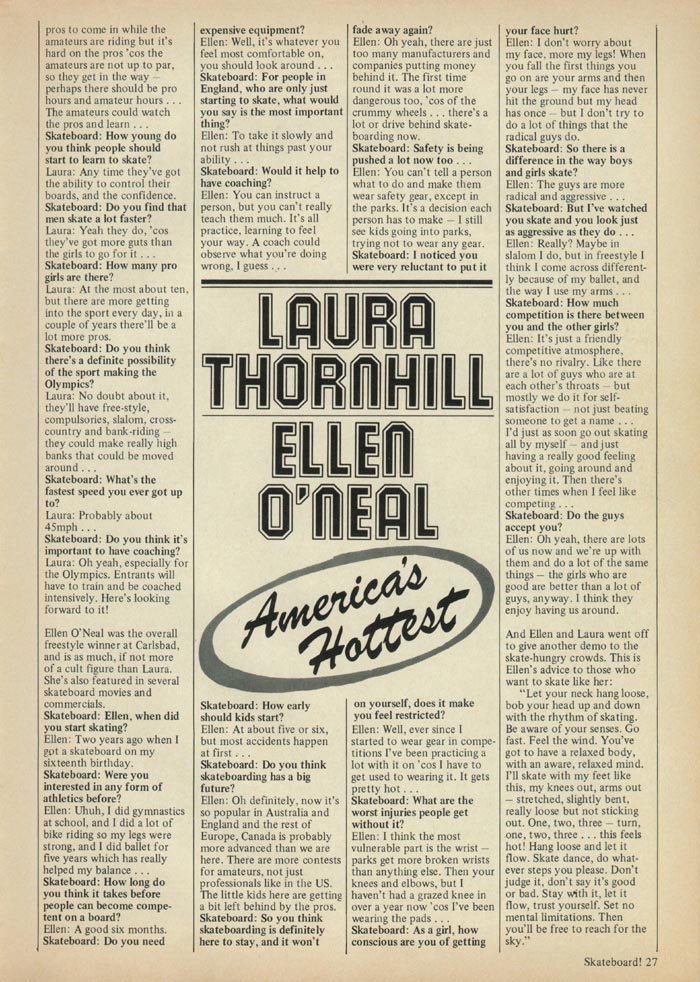 pros to come in while the
amateurs are riding but it's
hard on the pros 'cos the
amateurs are not up to par,
so they get in the way —
perhaps there should be pro
hours and amateur hours . . .
The amateurs could watch
the pros and learn . . .
Skateboard: How young do
you think people should
start to learn to skate?
Laura: Any time they've got
the ability to control their
boards, and the confidence.
Skateboard: Do you find that
men skate a lot faster?
Laura: Yeah they do, 'cos
they've got more guts than
the girls to go for it . . .
Skateboard: How many pro
girls are there?
Laura: At the most about ten,
but there are more getting
into the sport every day, in a
couple of years there'll be a
lot more pros.
Skateboard: Do you think
there's a definite possibility
of the sport making the
Olympics?
Laura: No doubt about it,
they'll have free-style,
compulsories, slalom, cross-
country and bank-riding —
they could make really high
banks that could be moved
around . . .
Skateboard: What's the
fastest speed you ever got up
to?
Laura: Probably about
45mph . . .
Skateboard: Do you think it's
important to have coaching?
Laura: Oh yeah, especially for
the Olympics. Entrants will
have to train and be coached
intensively. Here's looking
forward to it!
Ellen O'Neal was the overall
freestyle winner at Carlsbad,
and is as much, if not more
of a cult figure than Laura.
She's also featured in several
skateboard movies and
commercials.
Skateboard: Ellen, when did
you start skating?
Ellen: Two years ago when I
got a skateboard on my
sixteenth birthday.
Skateboard: Were you
interested in any form of
athletics before?
Ellen: Uhuh, I did gymnastics
at school, and I did a lot of
bike riding so my legs were
strong, and I did ballet for
five years which has really
helped my balance . . .
Skateboard: How long do
you think it takes before
people can become compe-
tent on a board?
Ellen: A good six months.
Skateboard: Do you need
expensive equipment?
Ellen: Well, it's whatever you
feel most comfortable on,
you should look around . . .
Skateboard: For people in
England, who are only just
starting to skate, what would
you say is the most important
thing?
Ellen: To take it slowly and
not rush at things past your
ability . . .
Skateboard: Would it help to
have coaching?
Ellen: You can instruct a
person, but you can't really
teach them much. It's all
practice, learning to feel
your way. A coach could
observe what you're doing
wrong, I guess . . .
LAURA
THORNHILL
ELLEN
O'NEAL
America's
Hottest
Skateboard: How early
should kids start?
Ellen: At about five or six,
but most accidents happen
at first . . .
Skateboard: Do you think
skateboarding has a big
future?
Ellen: Oh definitely, now it's
so popular in Australia and
England and the rest of
Europe, Canada is probably
more advanced than we are
here. There are more contests
for amateurs, not just
professionals like in the US.
The little kids here are getting
a bit left behind by the pros.
Skateboard: So you think
skateboarding is definitely
here to stay, and it won't
fade away again?
Ellen: Oh yeah, there are just
too many manufacturers and
companies putting money
behind it. The first time
round it was a lot more
dangerous too, 'cos of the
crummy wheels . . . there's a
lot or drive behind skate-
boarding now.
Skateboard: Safety is being
pushed a lot now too . . .
Ellen: You can't tell a person
what to do and make them
wear safety gear, except in
the parks. It's a decision each
person has to make — I still
see kids going into parks,
trying not to wear any gear.
Skateboard: I noticed you
were very reluctant to put it
on yourself, does it make
you feel restricted?
Ellen: Well, ever since I
started to wear gear in compe-
titions I've been practicing a
lot with it on 'cos I have to
get used to wearing it. It gets
pretty hot . . .
Skateboard: What are the
worst injuries people get
without it?
Ellen: I think the most
vulnerable part is the wrist —
parks get more broken wrists
than anything else. Then your
knees and elbows, but I
haven't had a grazed knee in
over a year now 'cos I've been
wearing the pads . . .
Skateboard: As a girl, how
conscious are you of getting
your face hurt?
Ellen: I don't worry about
my face, more my legs! When
you fall the first things you
go on are your arms and then
your legs — my face has never
hit the ground but my head
has once — but I don't try to
do a lot of things that the
radical guys do.
Skateboard: So there is a
difference in the way boys
and girls skate?
Ellen: The guys are more
radical and aggressive . . .
Skateboard: But I've watched
you skate and you look just
as aggressive as they do . . .
Ellen: Really? Maybe in
slalom I do, but in freestyle I
think I come across different-
ly because of my ballet, and
the way I use my arms . . .
Skateboard: How much
competition is there between
you and the other girls?
Ellen: It's just a friendly
competitive atmosphere,
there's no rivalry. Like there
are a lot of guys who are at
each other's throats — but
mostly we do it for self-
satisfaction — not just beating
someone to get a name . . .
I'd just as soon go out skating
all by myself — and just
having a really good feeling
about it, going around and
enjoying it. Then there's
other times when I feel like
competing . . .
Skateboard: Do the guys
accept you?
Ellen: Oh yeah, there are lots
of us now and we're up with
them and do a lot of the same
things — the girls who are
good are better than a lot of
guys, anyway. I think they
enjoy having us around.
And Ellen and Laura went off
to give another demo to the
skate-hungry crowds. This is
Ellen's advice to those who
want to skate like her:
"Let your neck hang loose,
bob your head up and down
with the rhythm of skating.
Be aware of your senses. Go
fast. Feel the wind. You've
got to have a relaxed body,
with an aware, relaxed mind.
I'll skate with my feet like
this, my knees out, arms out
— stretched, slightly bent,
really loose but not sticking
out. One, two, three — turn,
one, two, three . . . this feels
hot! Hang loose and let it
flow. Skate dance, do what-
ever steps you please. Don't
judge it, don't say it's good
or bad. Stay with it, let it
flow, trust yourself. Set no
mental limitations. Then
you'll be free to reach for the
sky."
Skateboard! 27